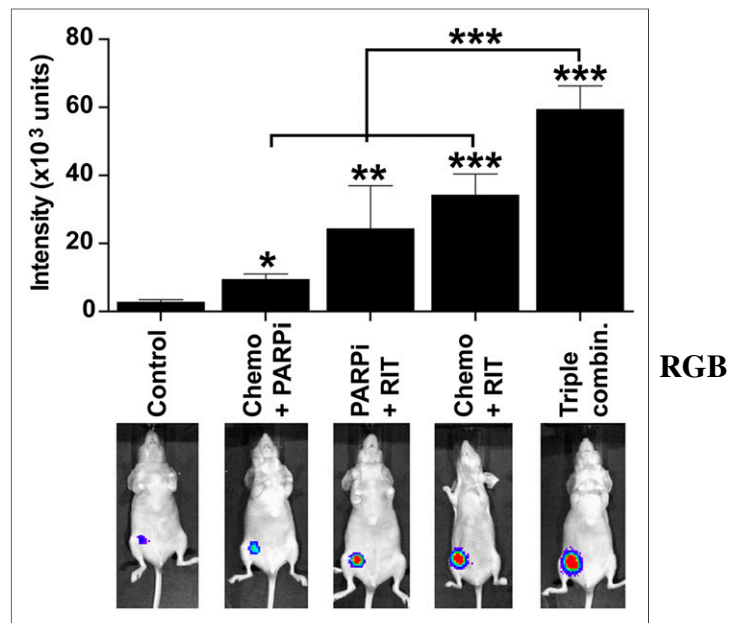 80
60
40
20
0
Intensity (x10³ units)
***
***
***
**
*
Control
Chemo
+ PARPi
PARPi
+ RIT
Chemo
+ RIT
Triple
combin.
RGB